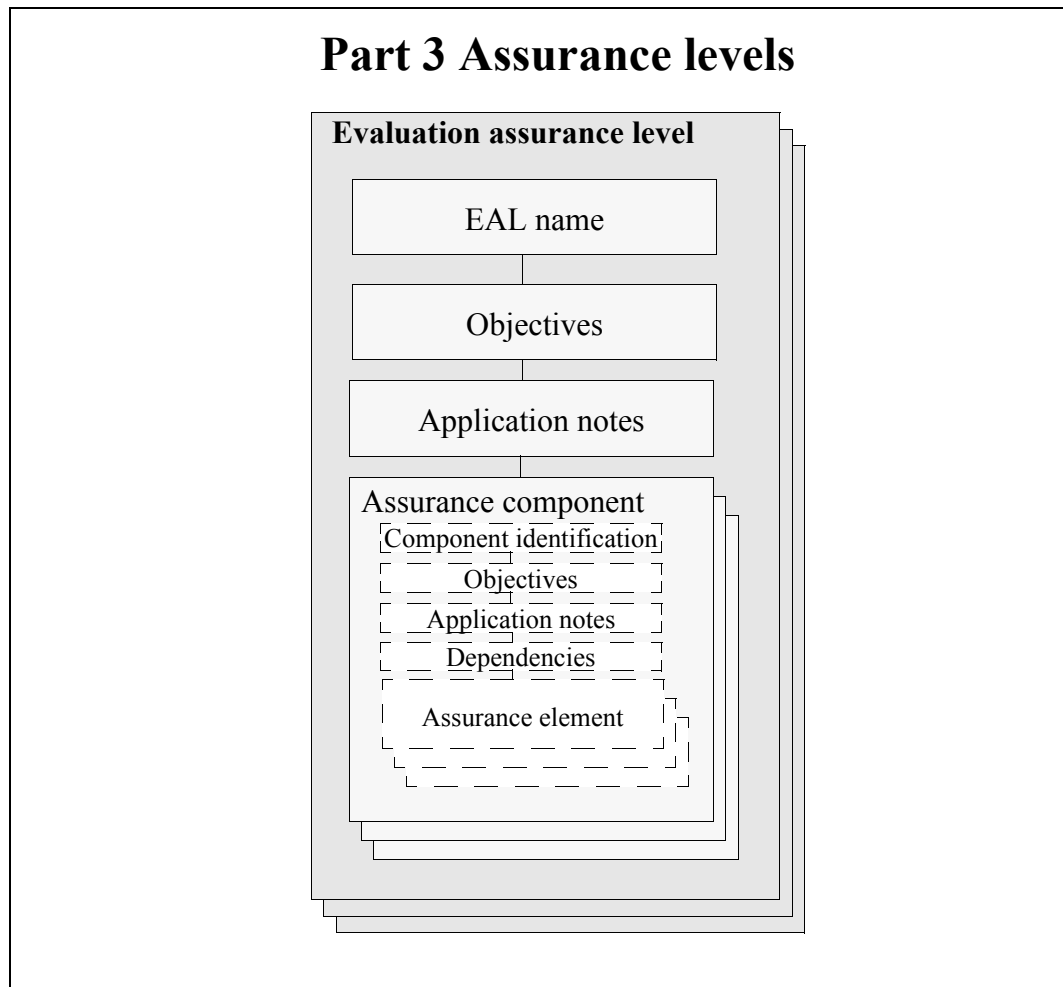 Part 3 Assurance levels
Evaluation assurance level
EAL name
Objectives
Application notes
Assurance component
Component identification
Objectives
Application notes
Dependencies
Assurance element